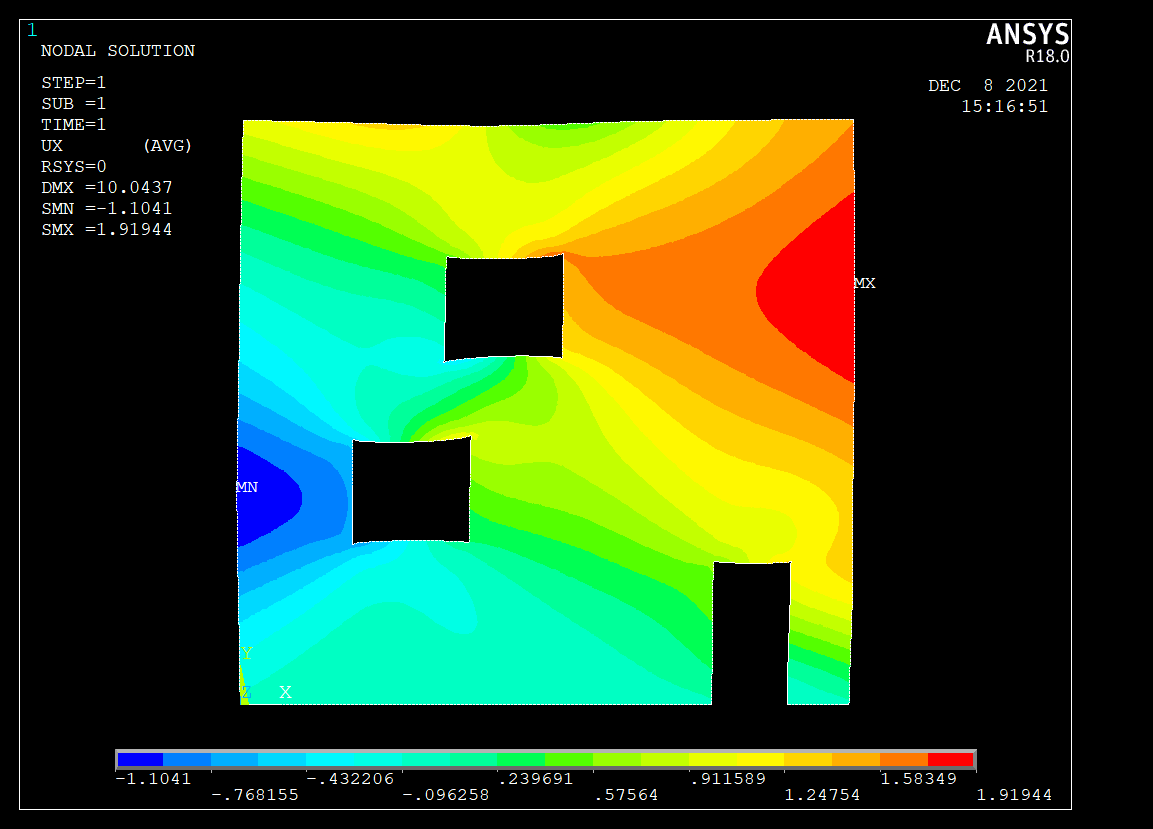 1
ANSYS
R18.0
NODAL SOLUTION
DEC 8 2021
15:16:51
STEP=1
SUB =1
TIME=1
UX (AVG)
RSYS=0
DMX =10.0437
SMN =-1.1041
SMX =1.91944
MX
MN
Y
Z X
-1.1041 -.432206 .239691 .911589 1.58349
-.768155 -.096258 .57564 1.24754 1.91944